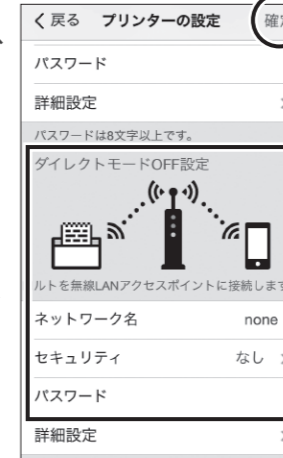 戻る プリンターの設定 確定
パスワード
詳細設定
パスワードは8文字以上です。
ダイレクトモードOFF設定
ルトを無線LANアクセスポイントに接続します
ネットワーク名 none
セキュリティ なし
パスワード
詳細設定